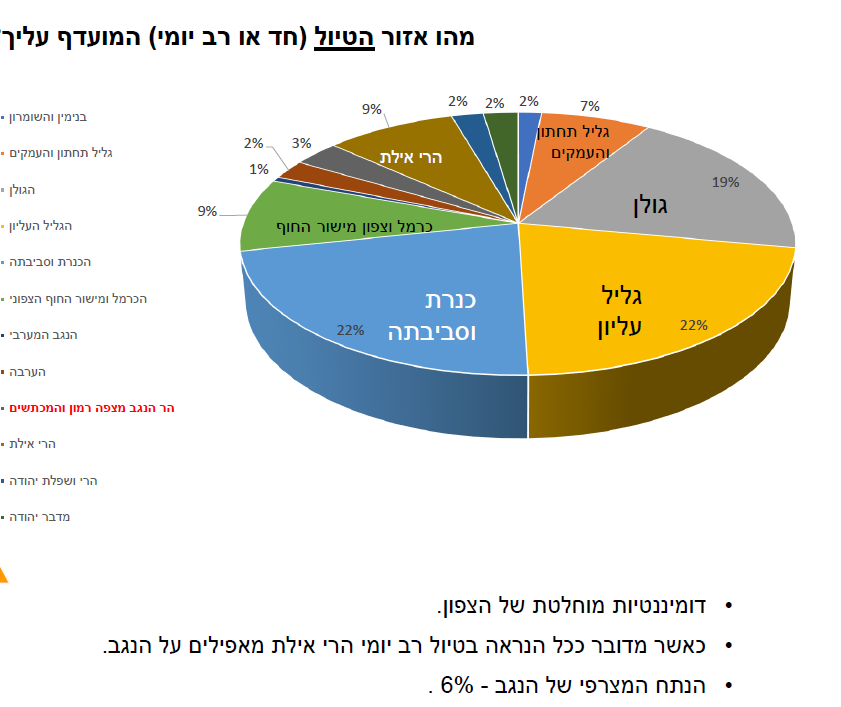 מהו אזור הטיול (חד או רב יומי) המועדף עליך
בנימין והשומרון
גליל תחתון והעמקים
הגולן
הגליל העליון
הכנרת וסביבתה
הכרמל ומישור החוף הצפוני
הנגב המערבי
הערבה
הר הנגב מצפה רמון והמכתשים
הרי אילת
הרי ושפלת יהודה
מדבר יהודה
2%
7%
גליל תחתון
והעמקים
19%
גולן
22%
גליל
עליון
22%
כנרת
וסביבתה
9%
כרמל וצפון מישור החוף
1%
2%
3%
9%
הרי אילת
2%
2%
• דומיננטיות מוחלטת של הצפון.
• כאשר מדובר ככל הנראה בטיול רב יומי הרי אילת מאפילים על הנגב.
• הנתח המצרפי של הנגב - 6% .